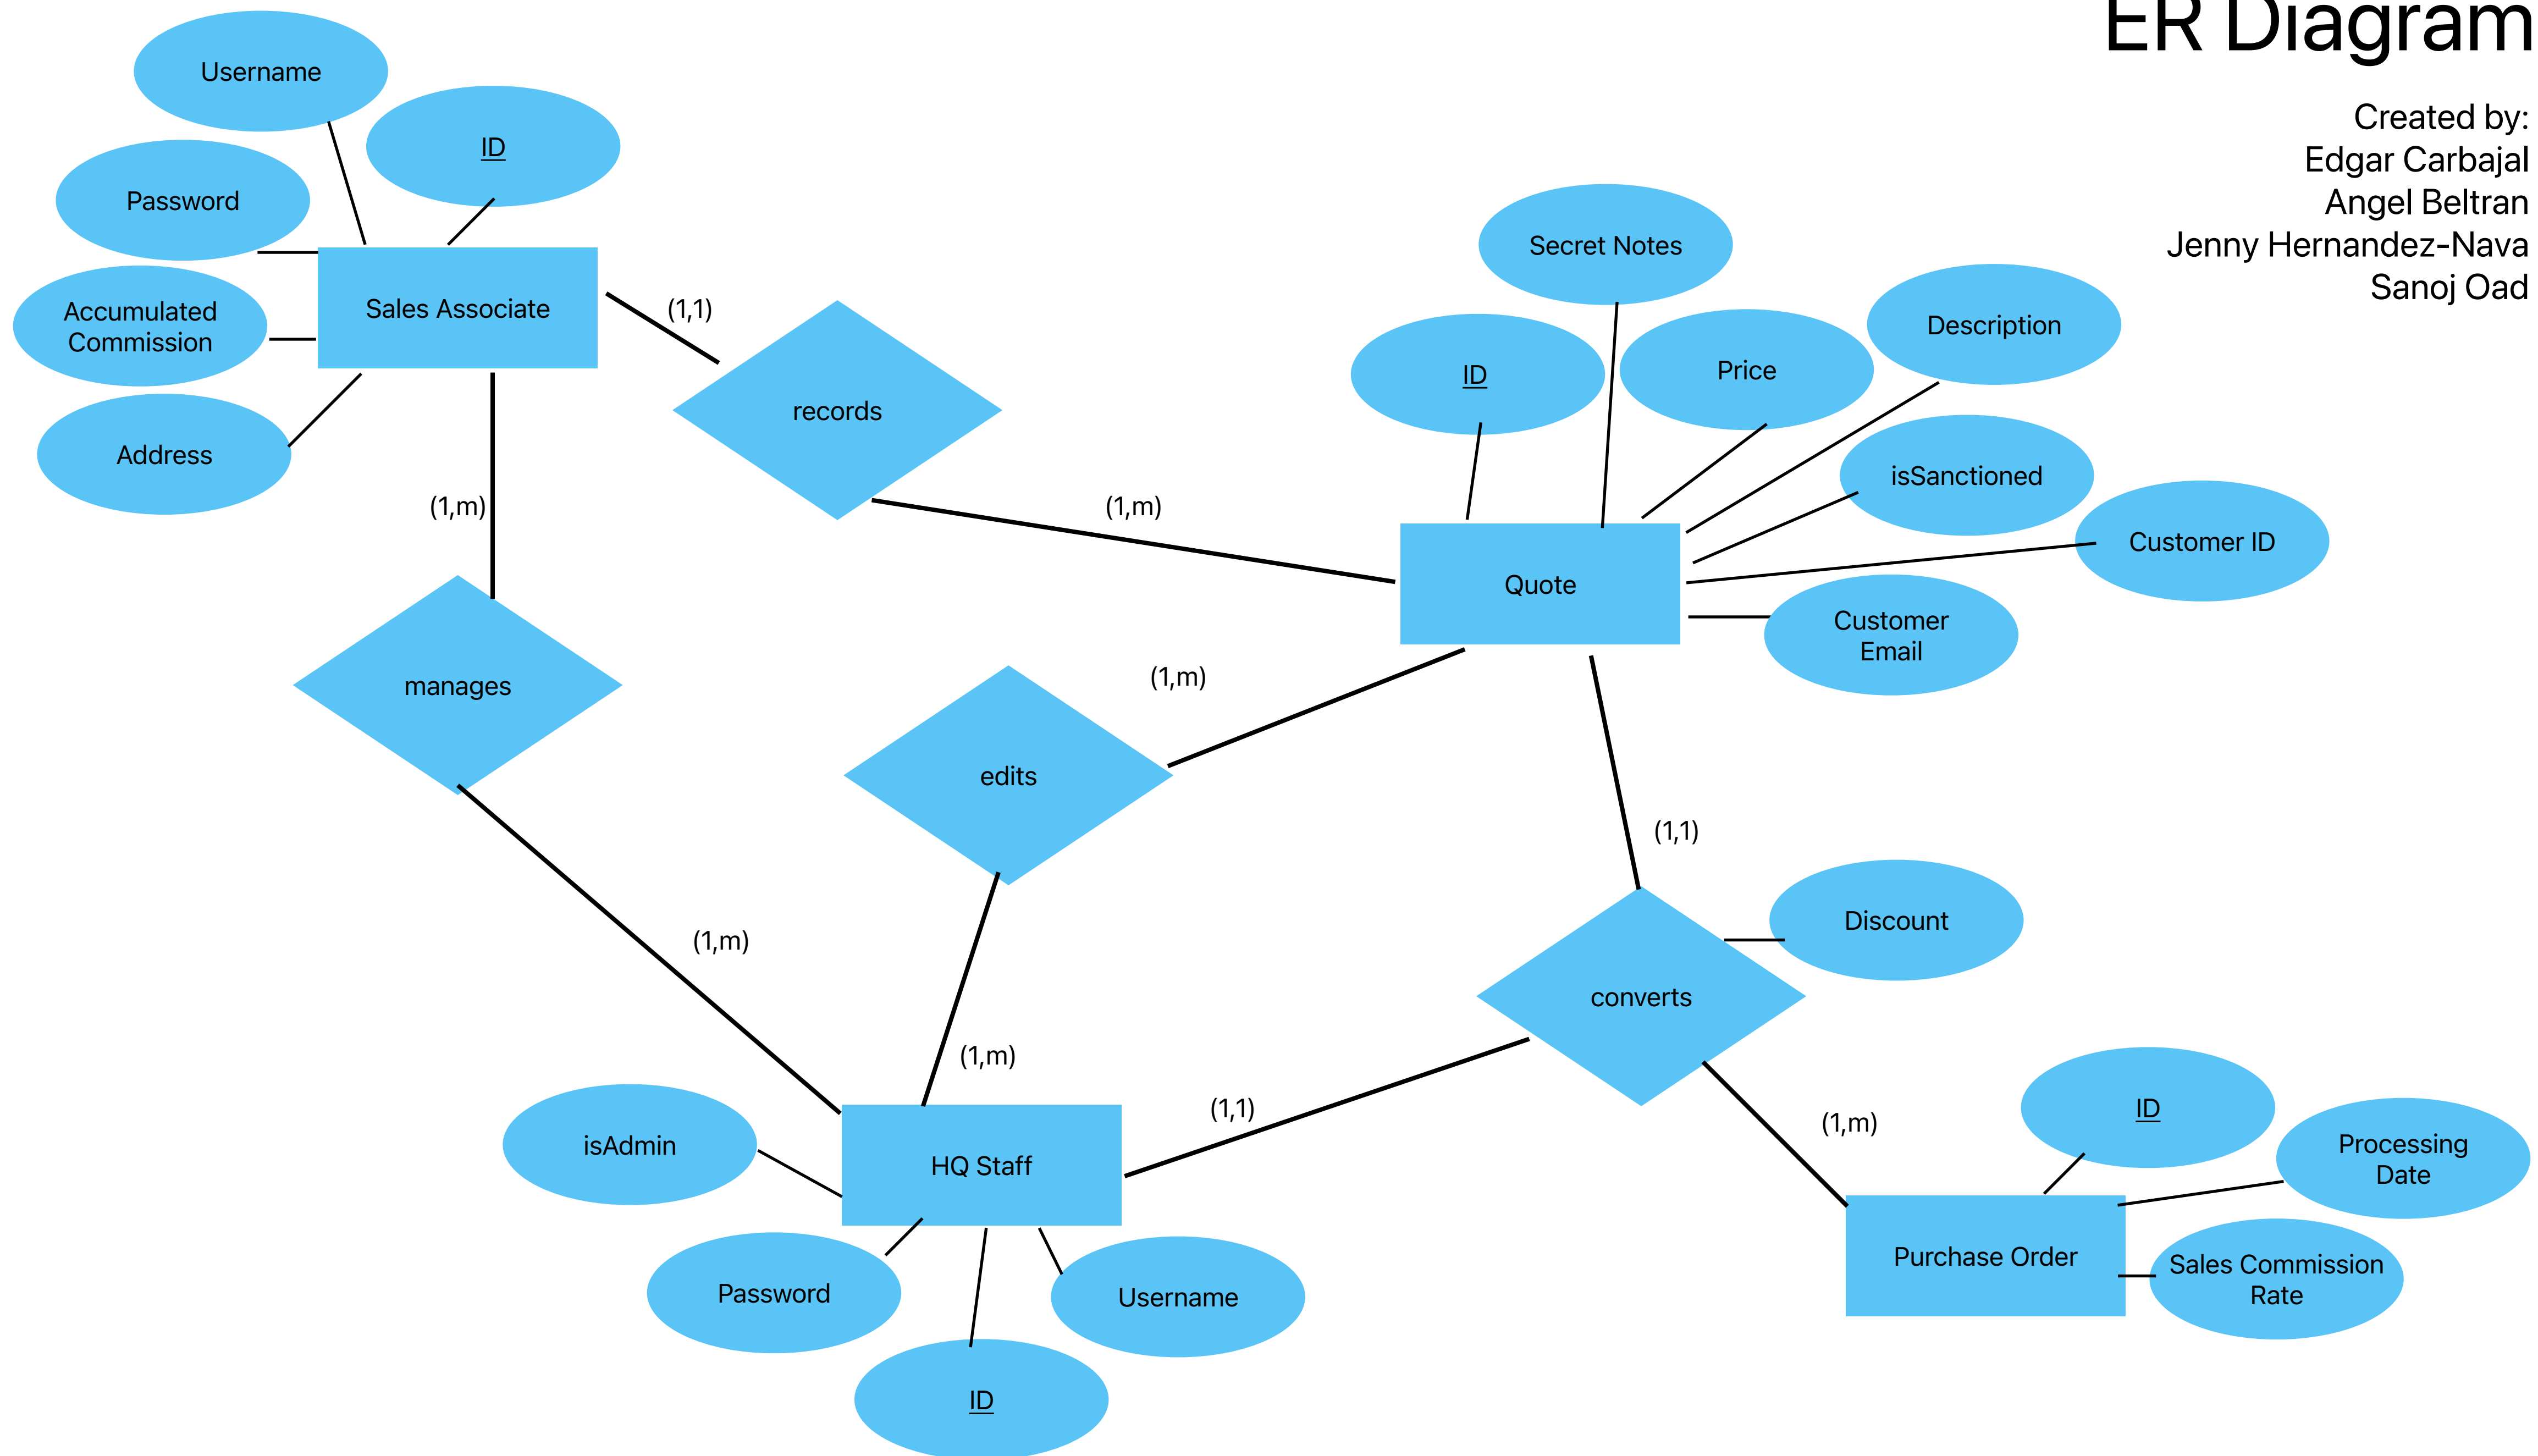 ER Diagram
Created by:
Edgar Carbajal
Angel Beltran
Jenny Hernandez-Nava
Sanoj Oad
Username
ID
Password
Sales Associate
Accumulated
Commission
Address
(1,1)
records
(1,m)
(1,m)
manages
Secret Notes
ID
Price
Description
isSanctioned
Customer ID
Quote
Customer
Email
(1,m)
edits
(1,1)
Discount
converts
(1,m)
(1,m)
(1,1)
(1,m)
isAdmin
HQ Staff
Password
Username
ID
ID
Processing
Date
Purchase Order
Sales Commission
Rate